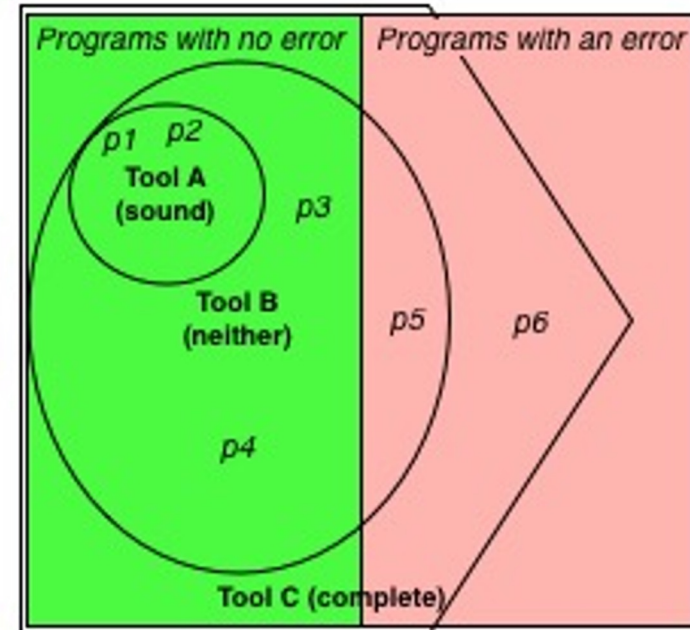 Programs with no error
Programs with an error
p1
p2
Tool A
(sound)
p3
Tool B
(neither)
p5
p6
p4
Tool C (complete)